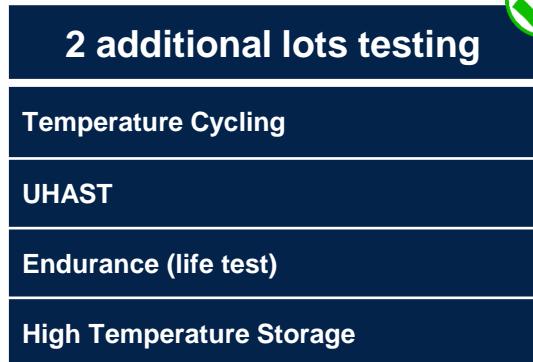 2 additional lots testing
Temperature Cycling
UHAST
Endurance (life test)
High Temperature Storage